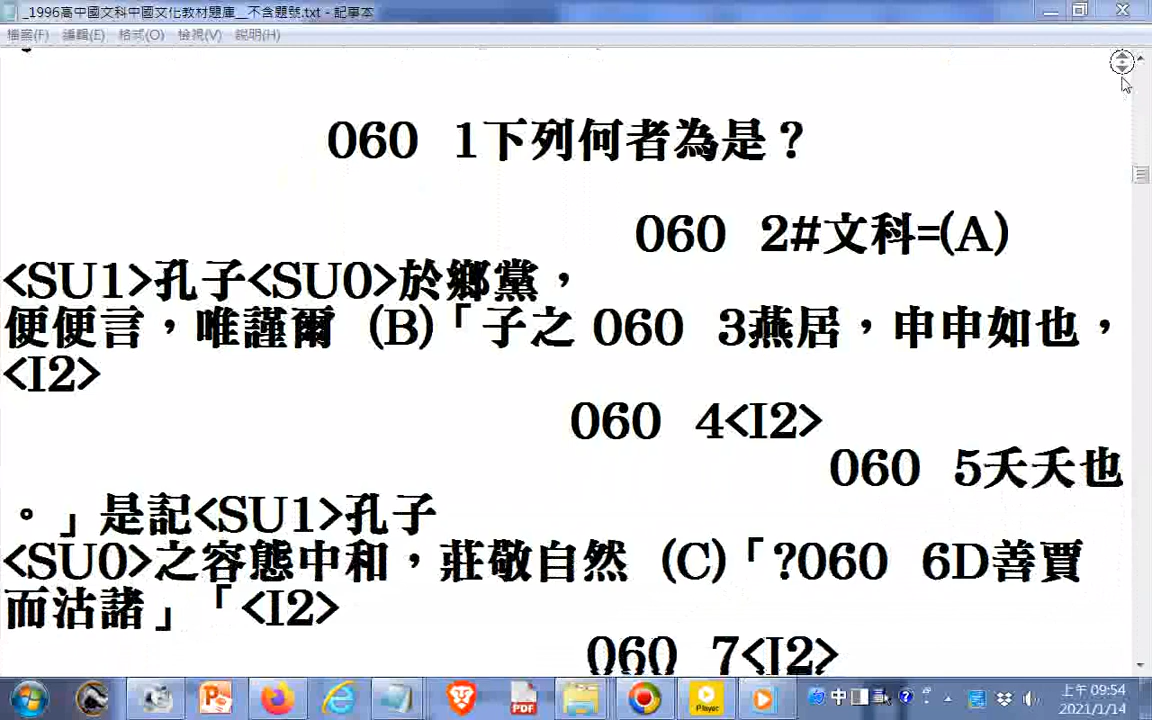 _1996高中國文科中國文化教材題庫__不含題號.txt - 記事本
檔案(F) 編輯(E) 格式(O) 檢視(V) 說明(H)
060 1下列何者為是？
060 2#文科=(A)
<SU1>孔子<SU0>於鄉黨，
便便言，唯謹爾 (B)「子之 060 3燕居，申申如也，
<I2>
060 4<I2>
060 5夭夭也
。」是記<SU1>孔子
<SU0>之容態中和，莊敬自然 (C)「?060 6D善賈
而沽諸」「<I2>
060 7<I2>
PDF
Player
中
上午 09:54
2021/1/14